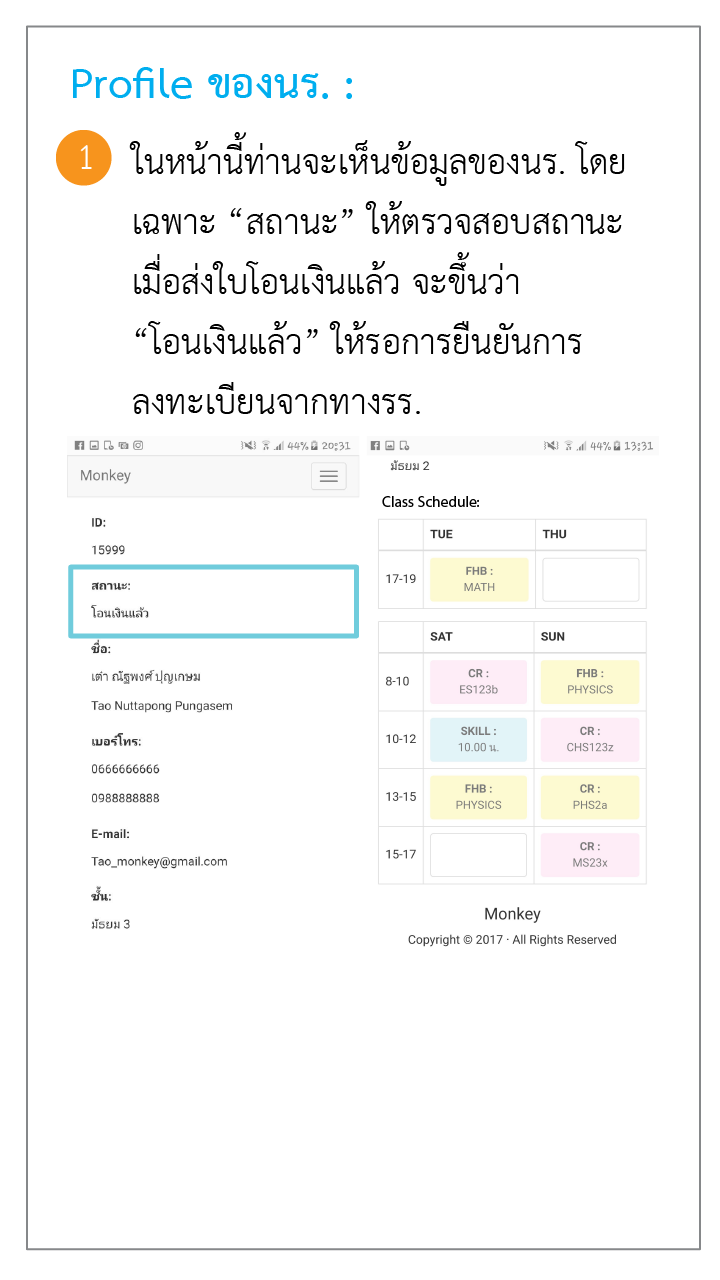 Profile ของนร. :
1
ในหน้านี้ท่านจะเห็นข้อมูลของนร. โดย
เฉพาะ “สถานะ” ให้ตรวจสอบสถานะ
เมื่อส่งใบโอนเงินแล้ว จะขึ้นว่า
“โอนเงินแล้ว” ให้รอการยืนยันการ
ลงทะเบียนจากทางรร.
44% 20:31
Monkey
ID:
15999
สถานะ:
โอนเงินแล้ว
ชื่อ:
เต๋า ณัฐพงศ์ ปุญเกษม
Tao Nuttapong Pungasem
เบอร์โทร:
0666666666
0988888888
E-mail:
Tao_monkey@gmail.com
ชั้น:
มัธยม 3
44% 13:31
มัธยม 2
Class Schedule:
TUE THU
17-19 FHB :
MATH
SAT SUN
8-10 CR : FHB :
ES123b PHYSICS
10-12 SKILL : CR :
10.00 น. CHS123z
13-15 FHB : CR :
PHYSICS PHS2a
15-17 CR :
MS23x
Monkey
Copyright © 2017 · All Rights Reserved